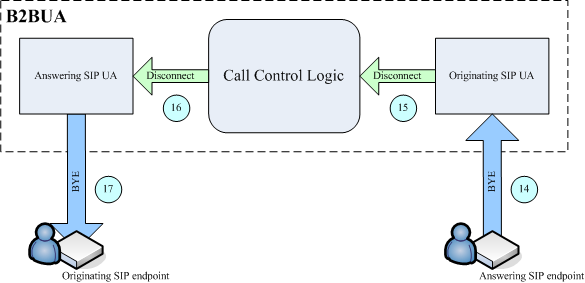 B2BUA
Answering SIP UA
Disconnect
Call Control Logic
Disconnect
Originating SIP UA
16
15
BYE
17
BYE
14
Originating SIP endpoint
Answering SIP endpoint